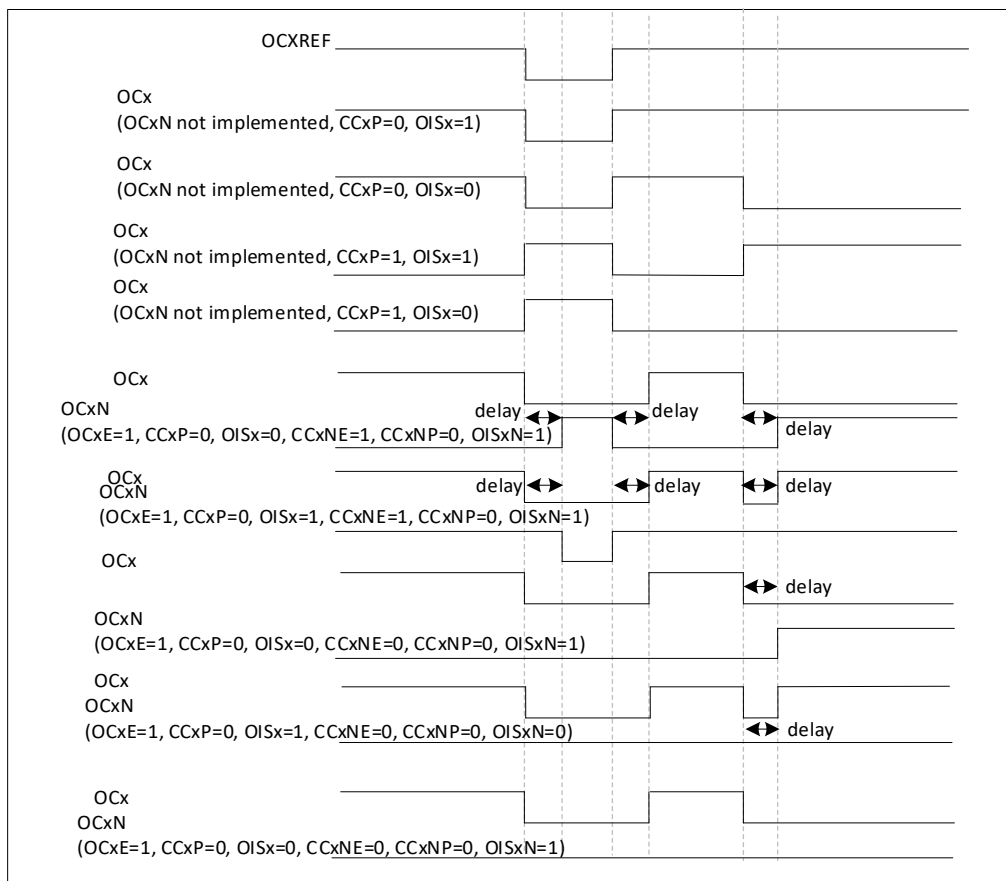 OCXREF
OCx
(OCxN not implemented, CCxP=0, OISx=1)
OCx
(OCxN not implemented, CCxP=0, OISx=0)
OCx
(OCxN not implemented, CCxP=1, OISx=1)
OCx
(OCxN not implemented, CCxP=1, OISx=0)
OCx
OCxN
delay
delay
delay
(OCxE=1, CCxP=0, OISx=0, CCxNE=1, CCxNP=0, OISxN=1)
OCx
delay
delay
delay
OCxN
(OCxE=1, CCxP=0, OISx=1, CCxNE=1, CCxNP=0, OISxN=1)
OCx
delay
OCxN
(OCxE=1, CCxP=0, OISx=0, CCxNE=0, CCxNP=0, OISxN=1)
OCx
OCxN
(OCxE=1, CCxP=0, OISx=1, CCxNE=0, CCxNP=0, OISxN=0)
delay
OCx
OCxN
(OCxE=1, CCxP=0, OISx=0, CCxNE=0, CCxNP=0, OISxN=1)